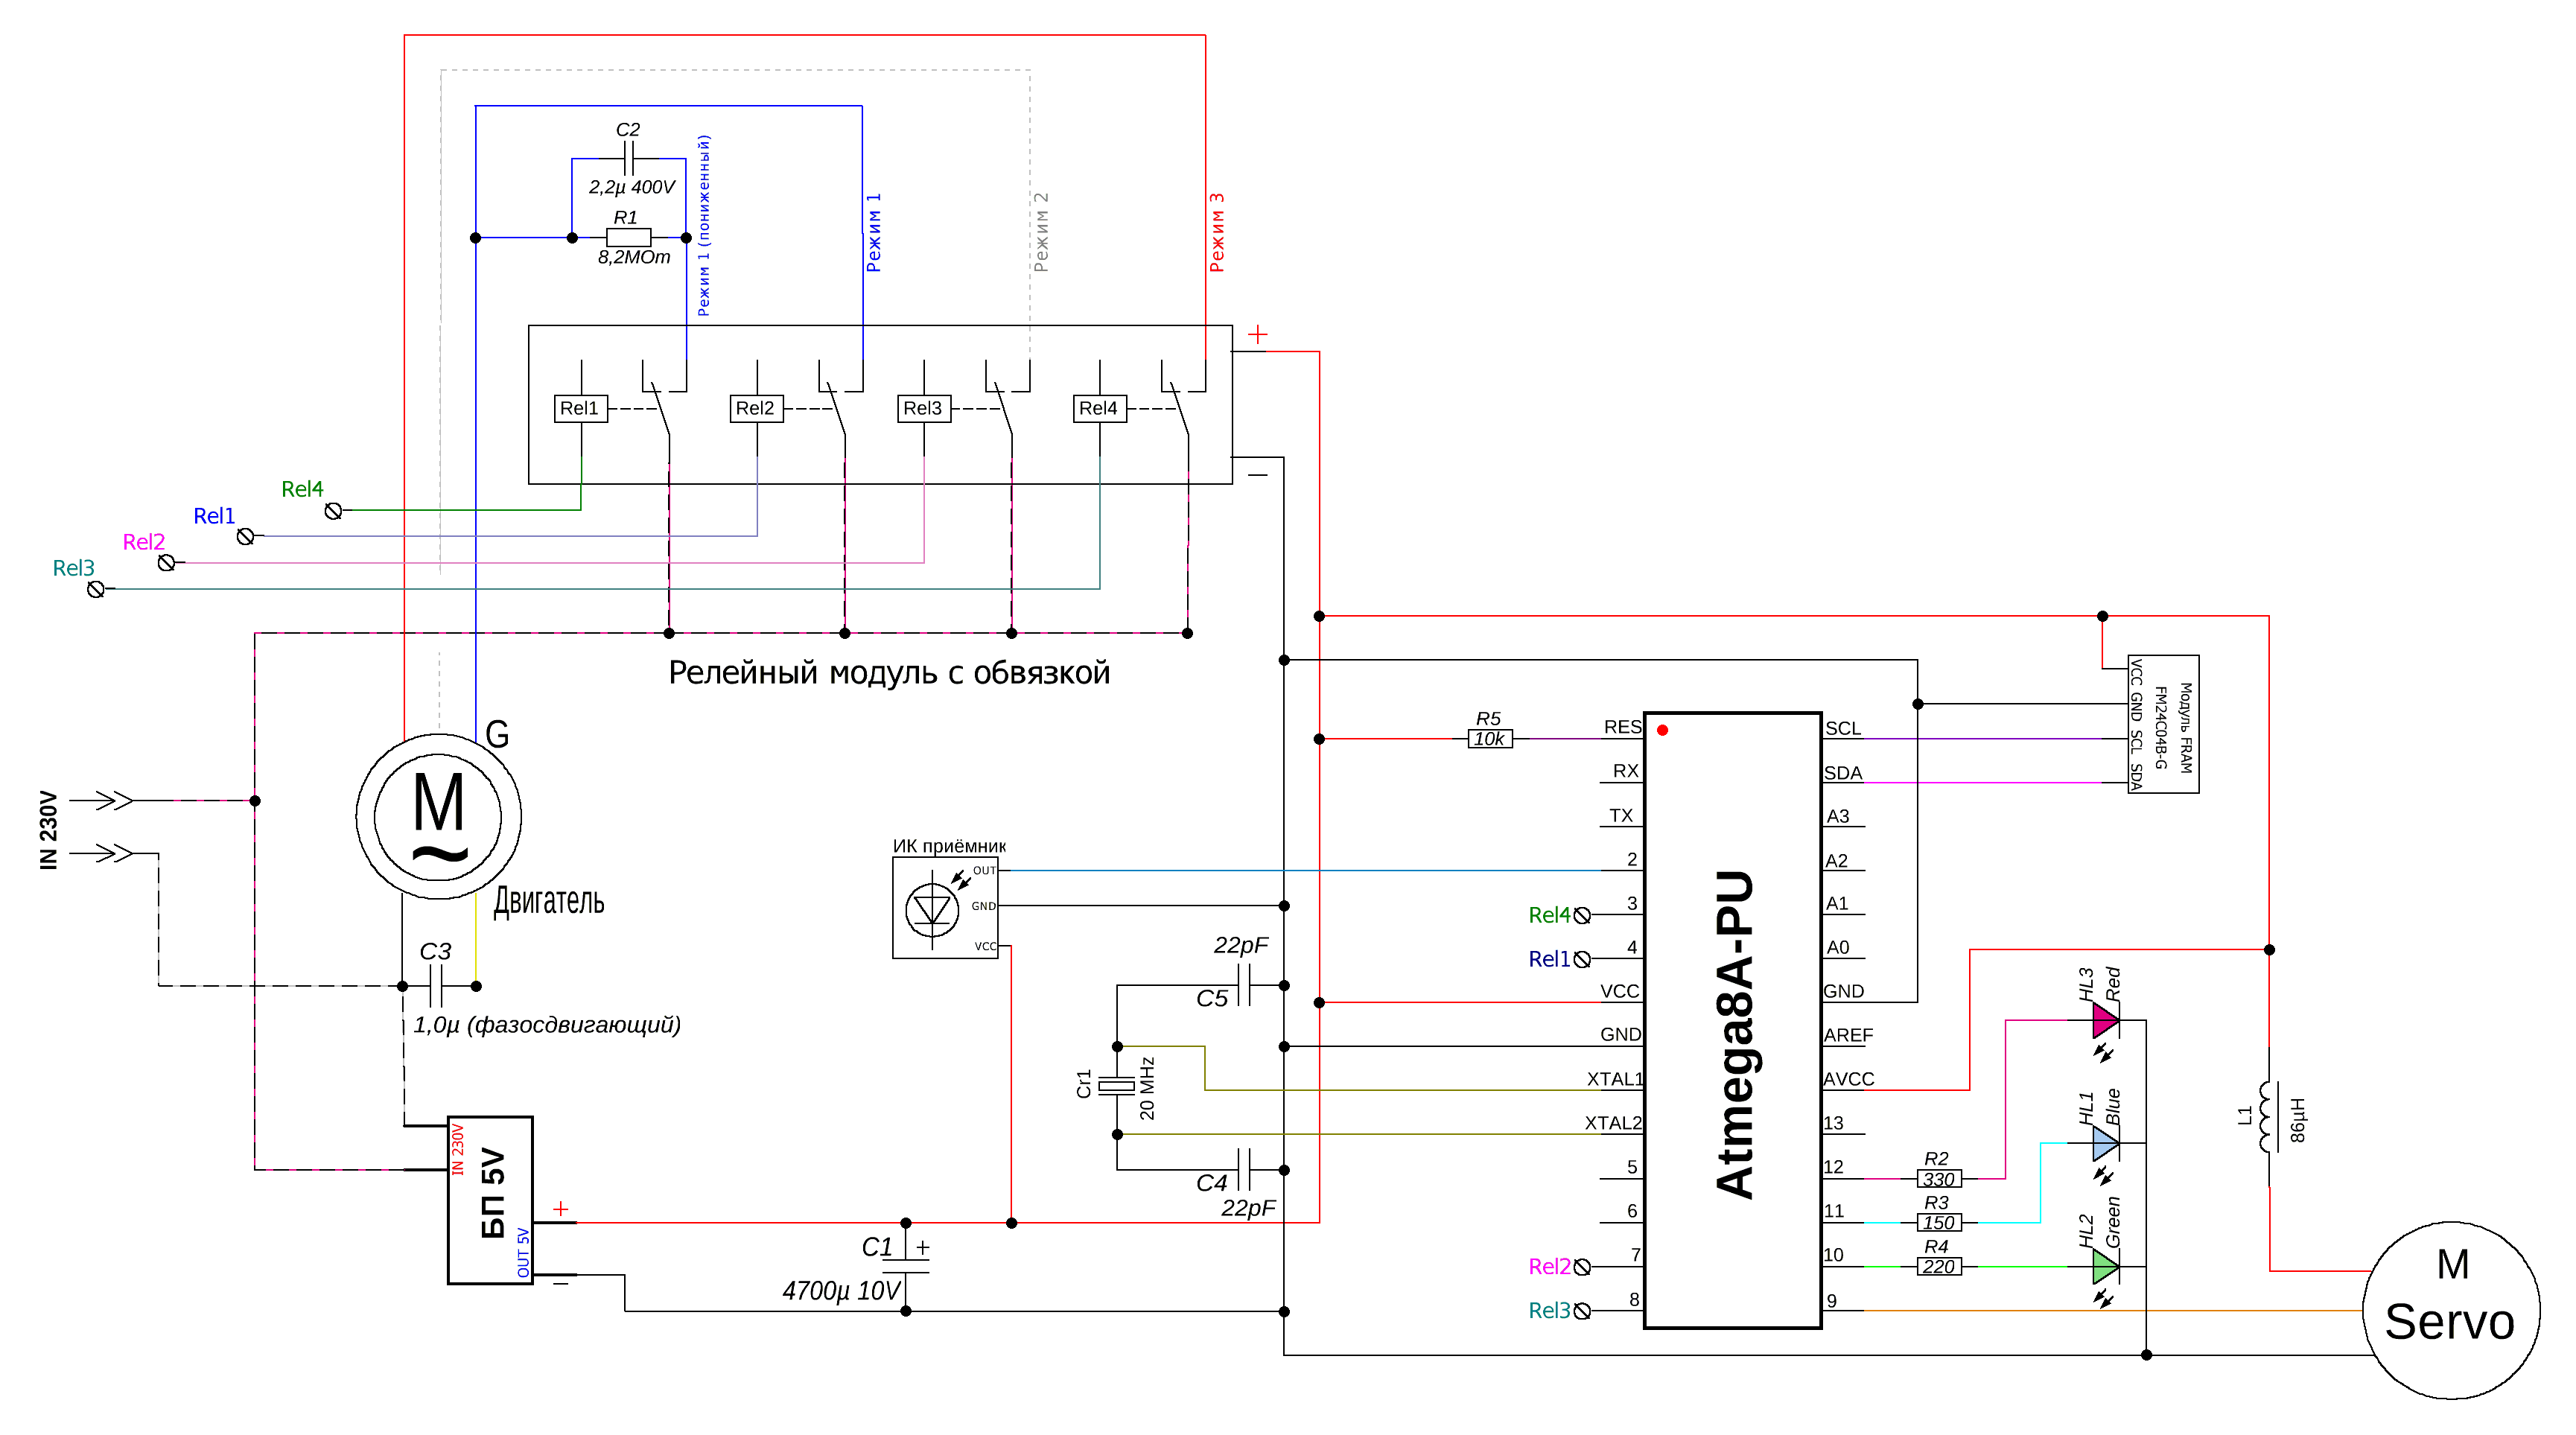 C2
2,2µ 400V
R1
8,2МОm
Режим 1 (пониженный)
Режим 1
Режим 2
Режим 3
+
Rel1
Rel2
Rel3
Rel4
—
Rel4
Rel1
Rel2
Rel3
Релейный модуль с обвязкой
G
M
~
Двигатель
IN 230V
C3
1,0µ (фазосдвигающий)
БП 5V
IN 230V
OUT 5V
+
—
C1
+
4700µ 10V
ИК приёмник
OUT
GND
VCC
22pF
C5
Cr1
20 MHz
C4
22pF
R5
10k
Atmega8A-PU
RES
RX
TX
2
3
4
VCC
GND
XTAL1
XTAL2
5
6
7
8
Rel4
Rel1
Rel2
Rel3
SCL
SDA
A3
A2
A1
A0
GND
AREF
AVCC
13
12
11
10
9
VCC GND SCL SDA
FM24C04B-G
Модуль FRAM
R2
330
R3
150
R4
220
HL3
Red
HL1
Blue
HL2
Green
L1
86µH
M
Servo